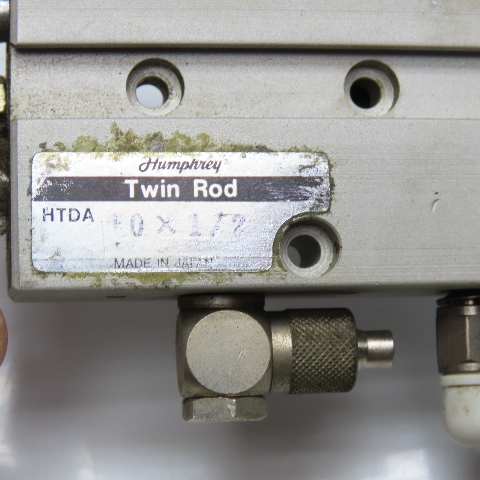 Humphrey
Twin Rod
HTDA 10 × 1/2
MADE IN JAPAN